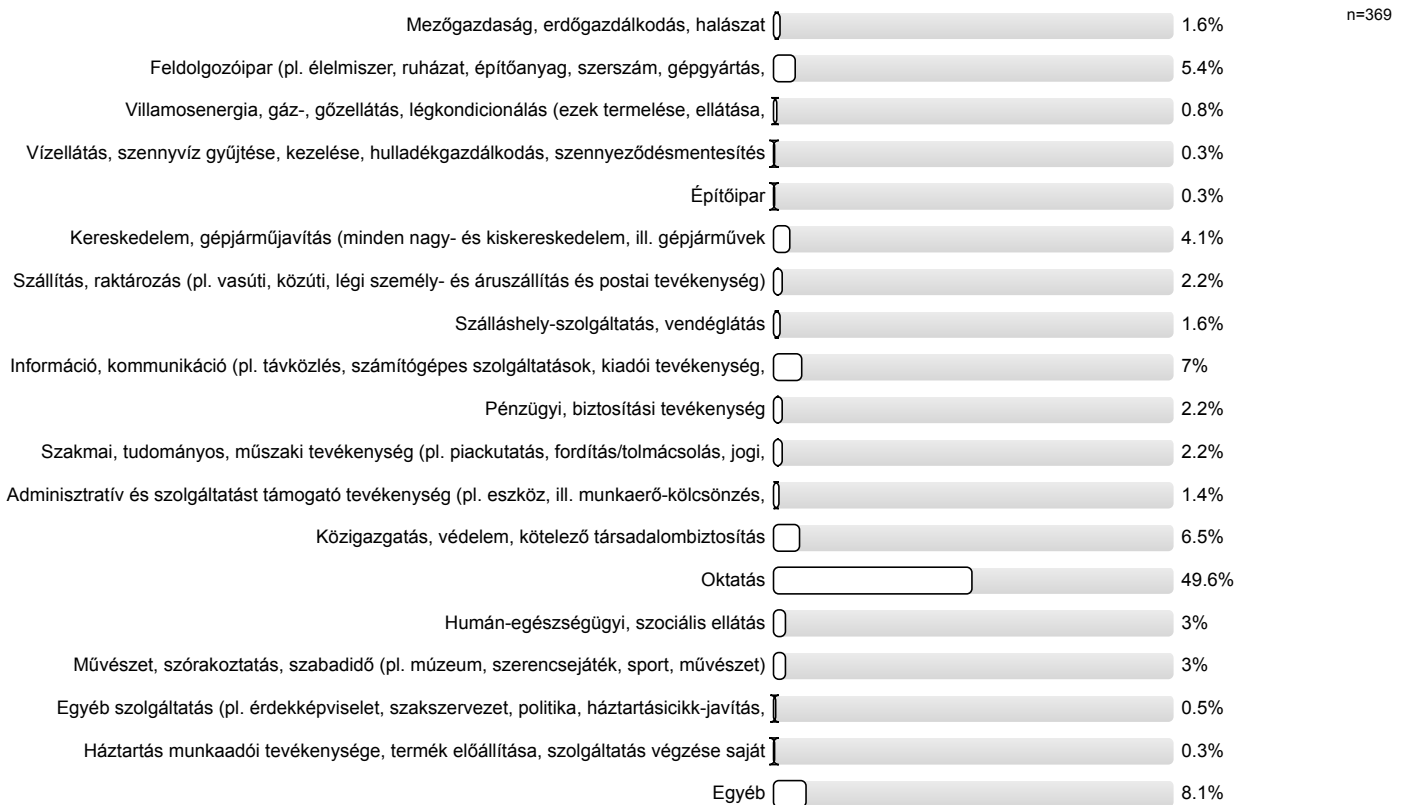 n=369
Mezőgazdaság, erdőgazdálkodás, halászat 1.6%
Feldolgozóipar (pl. élelmiszer, ruházat, építőanyag, szerszám, gépgyártás, 5.4%
Villamosenergia, gáz-, gőzellátás, légkondicionálás (ezek termelése, ellátása, 0.8%
Vízellátás, szennyvíz gyűjtése, kezelése, hulladékgazdálkodás, szennyeződésmentesítés 0.3%
Építőipar 0.3%
Kereskedelem, gépjárműjavítás (minden nagy- és kiskereskedelem, ill. gépjárművek 4.1%
Szállítás, raktározás (pl. vasúti, közúti, légi személy- és áruszállítás és postai tevékenység) 2.2%
Szálláshely-szolgáltatás, vendéglátás 1.6%
Információ, kommunikáció (pl. távközlés, számítógépes szolgáltatások, kiadói tevékenység, 7%
Pénzügyi, biztosítási tevékenység 2.2%
Szakmai, tudományos, műszaki tevékenység (pl. piackutatás, fordítás/tolmácsolás, jogi, 2.2%
Adminisztratív és szolgáltatást támogató tevékenység (pl. eszköz, ill. munkaerő-kölcsönzés, 1.4%
Közigazgatás, védelem, kötelező társadalombiztosítás 6.5%
Oktatás 49.6%
Humán-egészségügyi, szociális ellátás 3%
Művészet, szórakoztatás, szabadidő (pl. múzeum, szerencsejáték, sport, művészet) 3%
Egyéb szolgáltatás (pl. érdekképviselet, szakszervezet, politika, háztartásicikk-javítás, 0.5%
Háztartás munkaadói tevékenysége, termék előállítása, szolgáltatás végzése saját 0.3%
Egyéb 8.1%